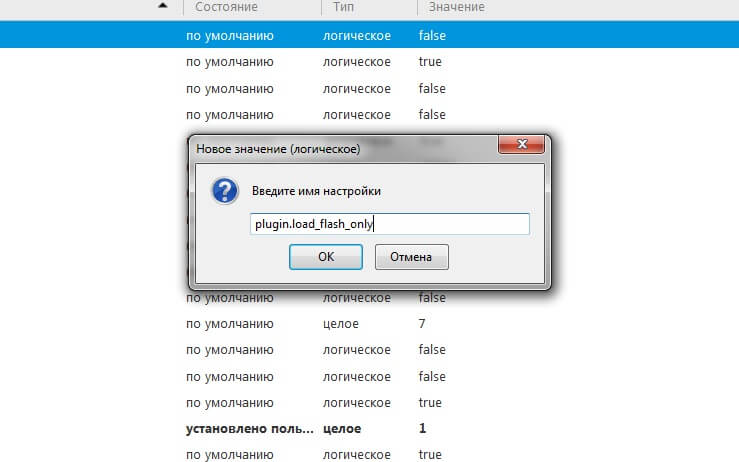 Состояние Тип Значение
по умолчанию логическое false
по умолчанию логическое true
по умолчанию логическое false
по умолчанию логическое false
Новое значение (логическое)
Введите имя настройки
plugin.load_flash_only
OK Отмена
по умолчанию логическое false
по умолчанию целое 7
по умолчанию логическое false
по умолчанию логическое false
по умолчанию логическое true
установлено поль... целое 1
по умолчанию логическое true